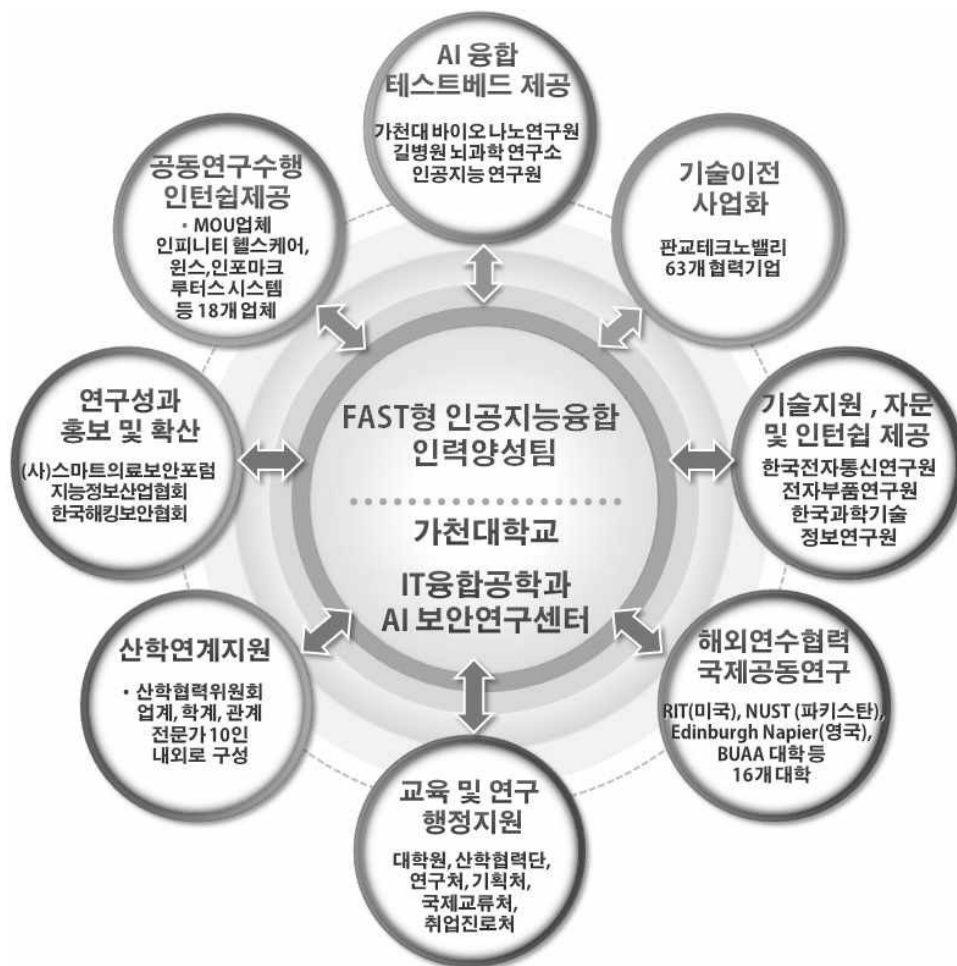 AI 융합
테스트베드 제공
가천대 바이오 나노연구원
길병원 뇌과학 연구소
인공지능 연구원
기술이전
사업화
판교테크노밸리
63개 협력기업
기술지원 , 자문
및 인턴쉽 제공
한국전자통신연구원
전자부품연구원
한국과학기술
정보연구원
해외연수협력
국제공동연구
RIT(미국), NUST (파키스탄),
Edinburgh Napier(영국),
BUAA 대학 등
16개 대학
교육 및 연구
행정지원
대학원, 산학협력단,
연구처, 기획처,
국제교류처,
취업진로처
산학연계지원
• 산학협력위원회
업계, 학계, 관계
전문가 10인
내외로 구성
연구성과
홍보 및 확산
(사)스마트의료보안포럼
지능정보산업협회
한국해킹보안협회
공동연구수행
인턴쉽제공
• MOU업체
인피니티 헬스케어,
윈스,인포마크
루터스 시스템
등 18개 업체
FAST형 인공지능융합
인력양성팀
가천대학교
IT융합공학과
AI 보안연구센터